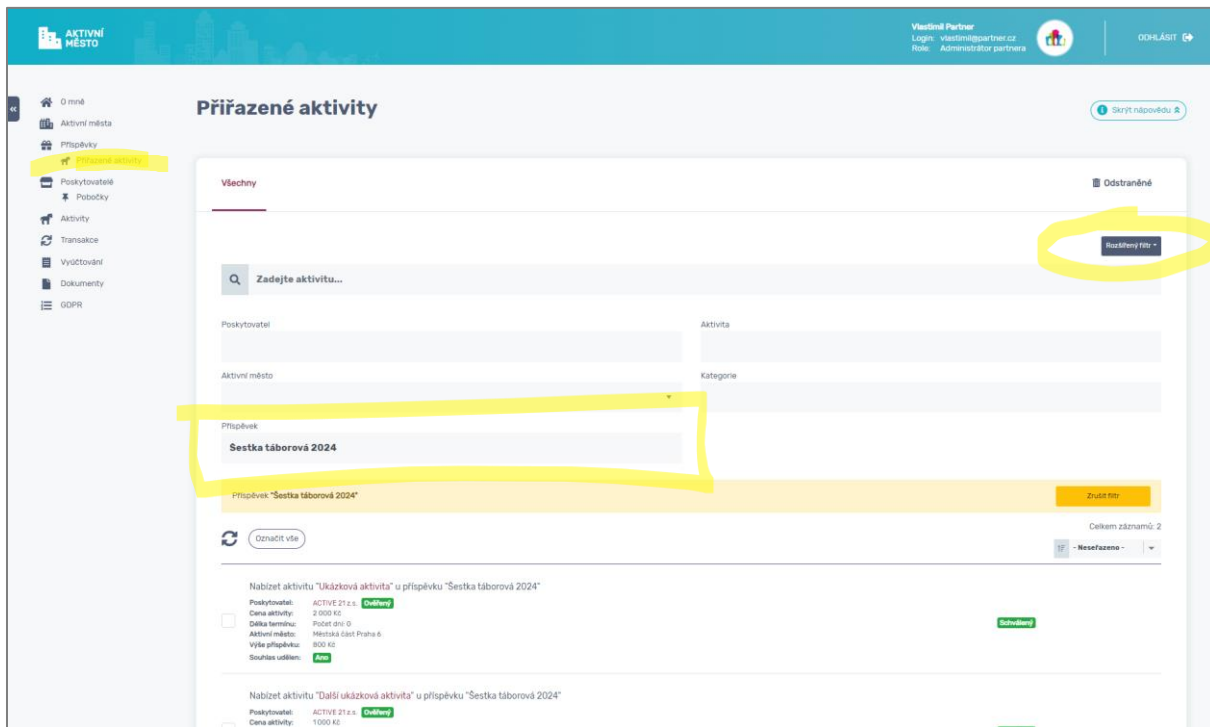 AKTIVNÍ
MĚSTO
Vlastimil Partner
Login: vlastimil@partner.cz
Role: Administrátor partnera
ODHLÁSIT
O mně
Aktivní města
Příspěvky
Přiřazené aktivity
Poskytovatelé
Pobočky
Aktivity
Transakce
Vyúčtování
Dokumenty
GDPR
Přiřazené aktivity
Skrýt nápovědu
Všechny
Odstraněné
Rozšířený filtr
Zadejte aktivitu...
Poskytovatel
Aktivita
Aktivní město
Kategorie
Příspěvek
Šestka táborová 2024
Příspěvek "Šestka táborová 2024"
Zrušit filtr
Označit vše
Celkem záznamů: 2
- Neseřazeno -
Nabízet aktivitu "Ukázková aktivita" u příspěvku "Šestka táborová 2024"
Poskytovatel: ACTIVE 21 z.s. Ověřený
Cena aktivity: 2 000 Kč
Délka termínu: Počet dní: 0
Aktivní město: Městská část Praha 6
Výše příspěvku: 800 Kč
Souhlas udělen: Ano
Schválený
Nabízet aktivitu "Další ukázková aktivita" u příspěvku "Šestka táborová 2024"
Poskytovatel: ACTIVE 21 z.s. Ověřený
Cena aktivity: 1 000 Kč